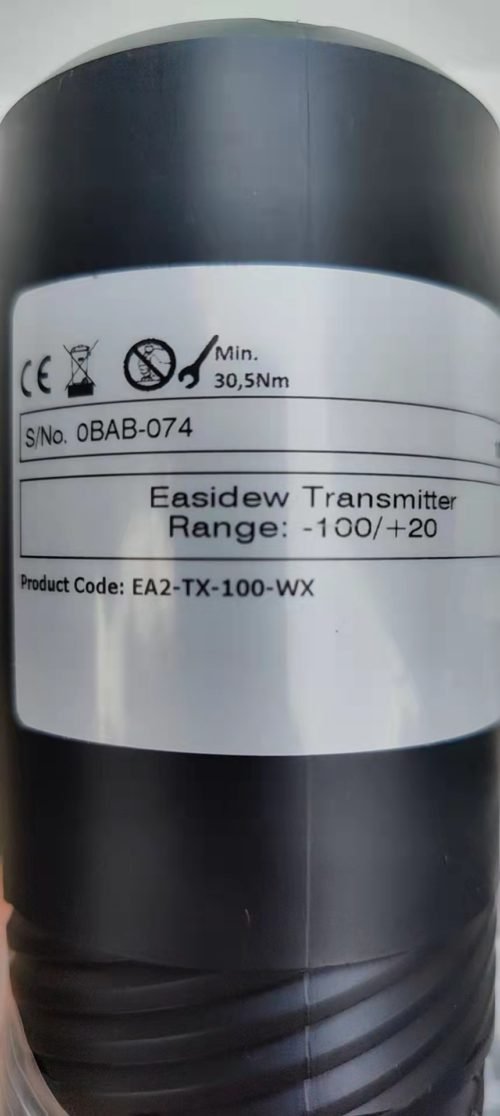 CE Min.
30,5Nm
S/No. 0BAB-074
Easidew Transmitter
Range: -100/+20
Product Code: EA2-TX-100-WX